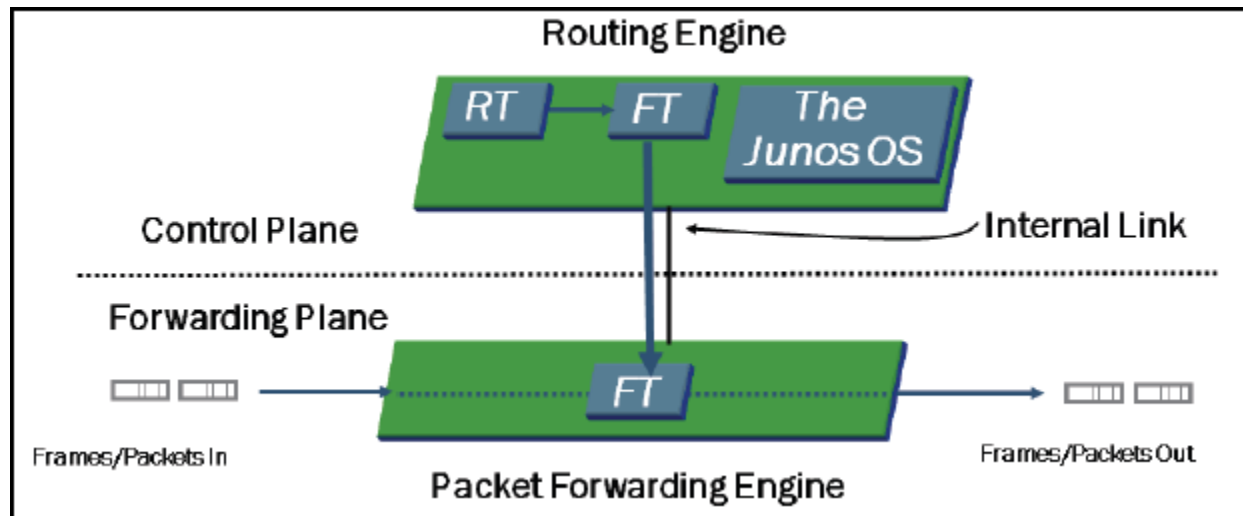 Routing Engine
RT
FT
The
Junos OS
Control Plane
Internal Link
Forwarding Plane
FT
Frames/Packets In
Frames/Packets Out
Packet Forwarding Engine